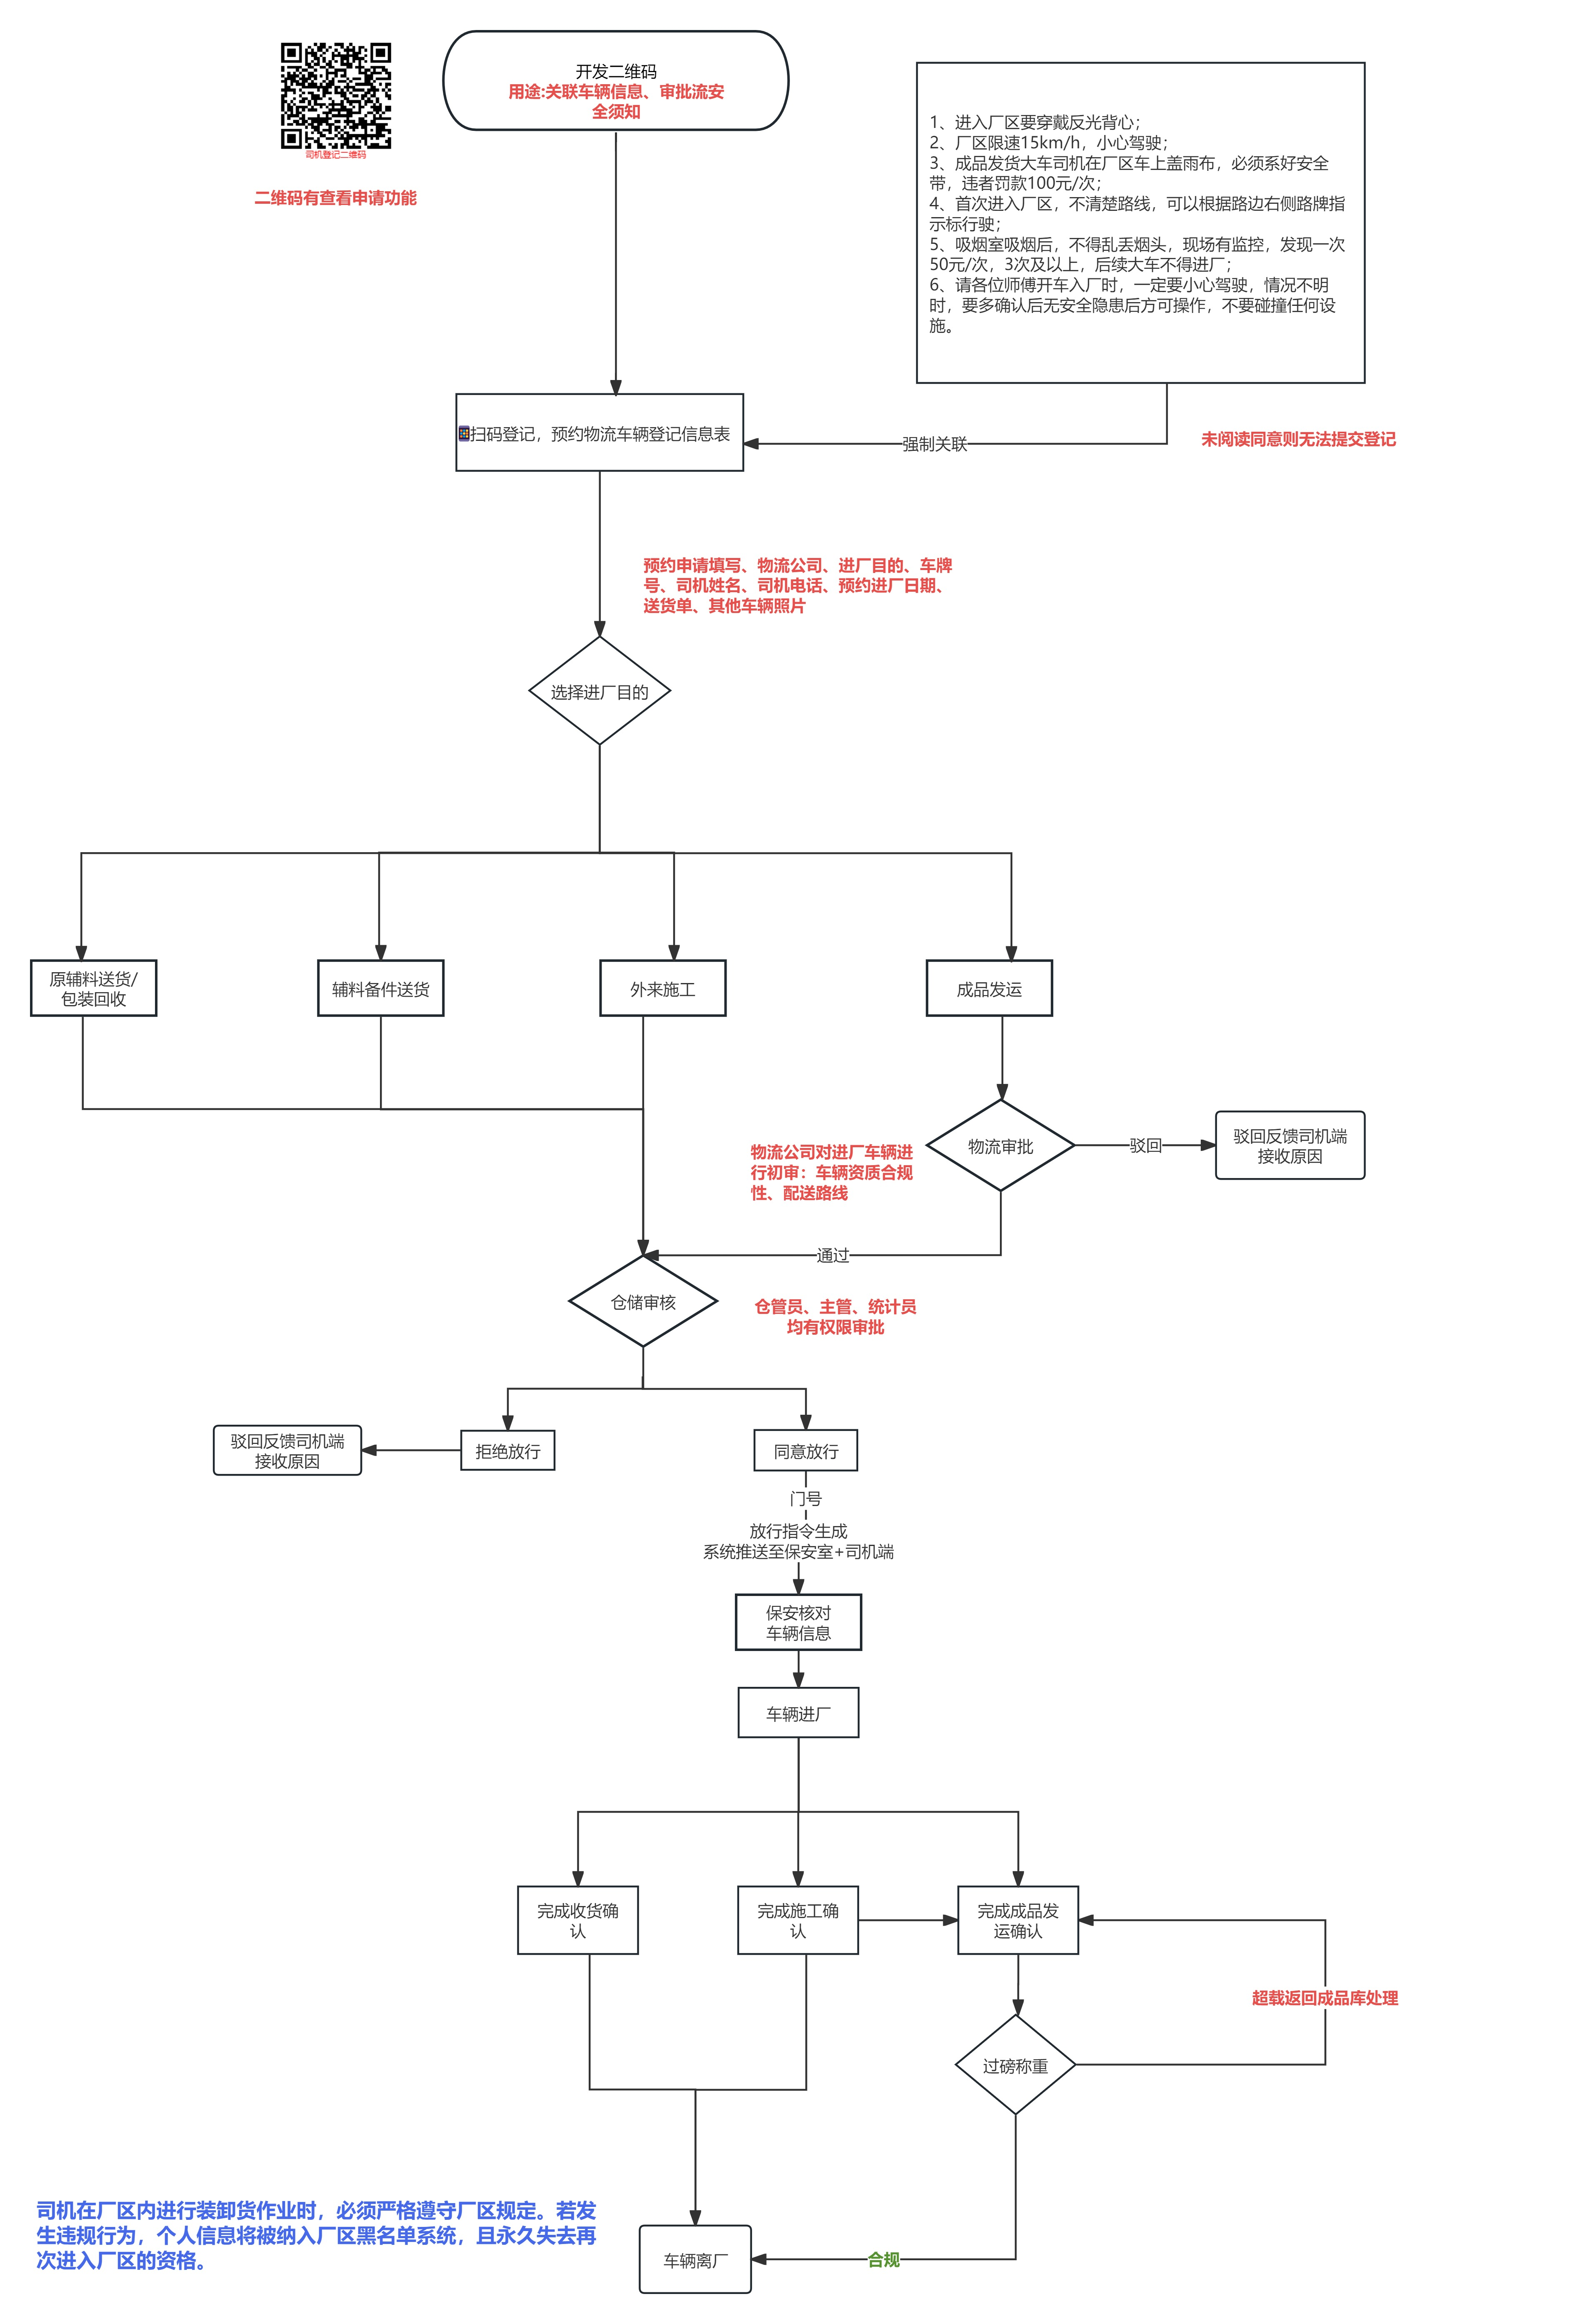 开发二维码
用途:关联车辆信息、审批流安
全须知
司机登记二维码
二维码有查看申请功能
1、进入厂区要穿戴反光背心；
2、厂区限速15km/h，小心驾驶；
3、成品发货大车司机在厂区车上盖雨布，必须系好安全
带，违者罚款100元/次；
4、首次进入厂区，不清楚路线，可以根据路边右侧路牌指
示标行驶；
5、吸烟室吸烟后，不得乱丢烟头，现场有监控，发现一次
50元/次，3次及以上，后续大车不得进厂；
6、请各位师傅开车入厂时，一定要小心驾驶，情况不明
时，要多确认后无安全隐患后方可操作，不要碰撞任何设
施。
扫码登记，预约物流车辆登记信息表
强制关联
未阅读同意则无法提交登记
预约申请填写、物流公司、进厂目的、车牌
号、司机姓名、司机电话、预约进厂日期、
送货单、其他车辆照片
选择进厂目的
原辅料送货/
包装回收
辅料备件送货
外来施工
成品发运
物流公司对进厂车辆进
行初审：车辆资质合规
性、配送路线
物流审批
驳回
驳回反馈司机端
接收原因
通过
仓储审核
仓管员、主管、统计员
均有权限审批
驳回反馈司机端
接收原因
拒绝放行
同意放行
门号
放行指令生成
系统推送至保安室+司机端
保安核对
车辆信息
车辆进厂
完成收货确
认
完成施工确
认
完成成品发
运确认
超载返回成品库处理
过磅称重
司机在厂区内进行装卸货作业时，必须严格遵守厂区规定。若发
生违规行为，个人信息将被纳入厂区黑名单系统，且永久失去再
次进入厂区的资格。
车辆离厂
合规